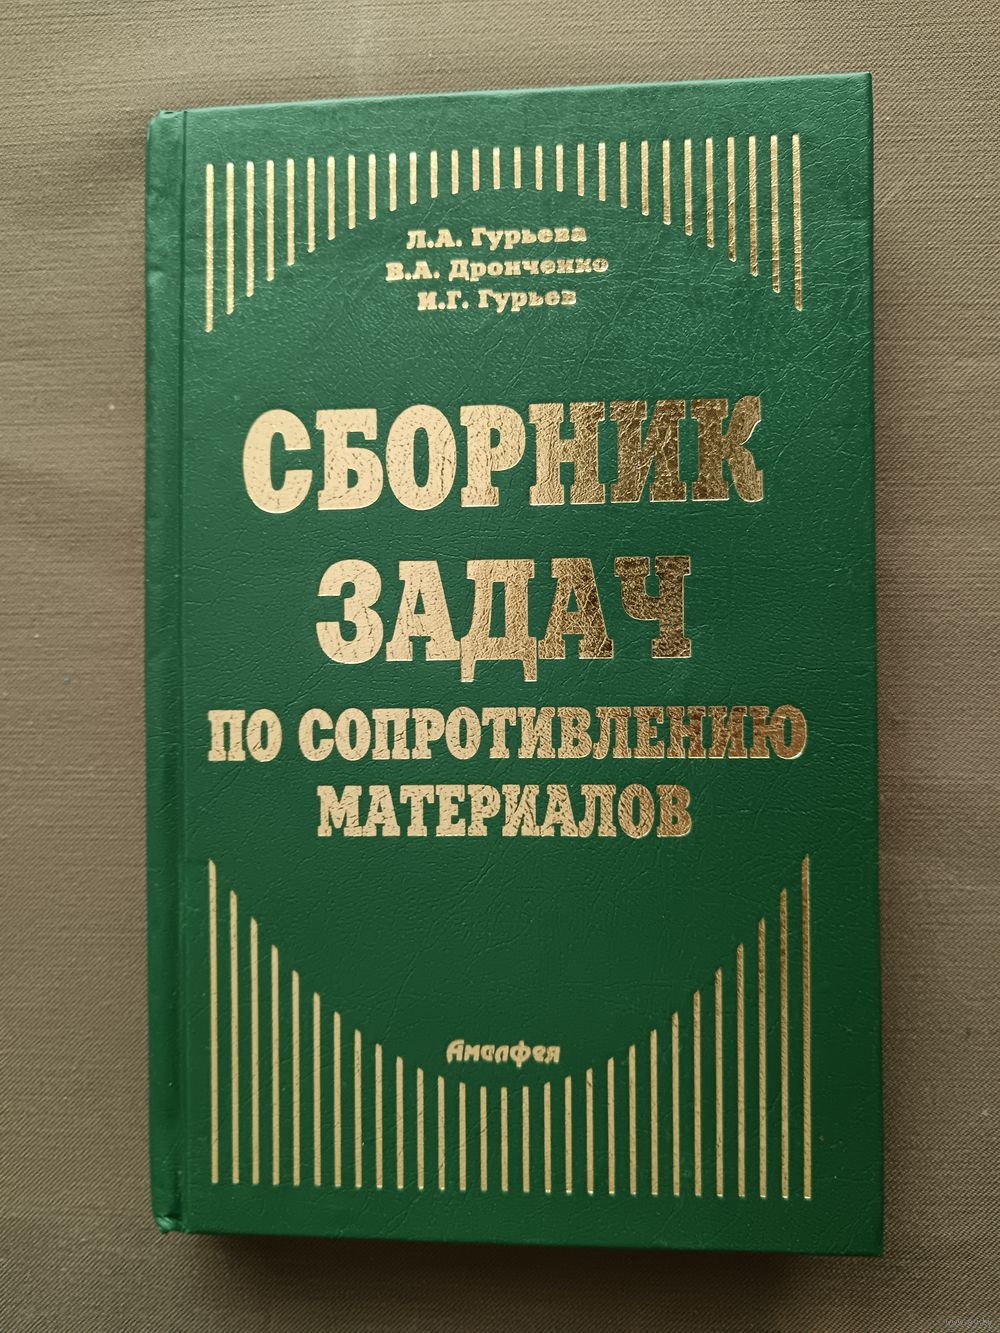 Л.А. Гурьева
В.А. Дронченко
И.Г. Гурьев
СБОРНИК
ЗАДАЧ
ПО СОПРОТИВЛЕНИЮ
МАТЕРИАЛОВ
Амалфея